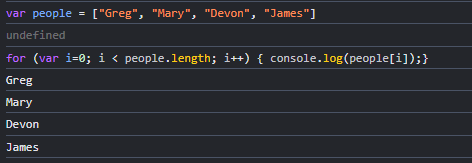 var people = ["Greg", "Mary", "Devon", "James"]
undefined
for (var i=0; i < people.length; i++) { console.log(people[i]);}
Greg
Mary
Devon
James